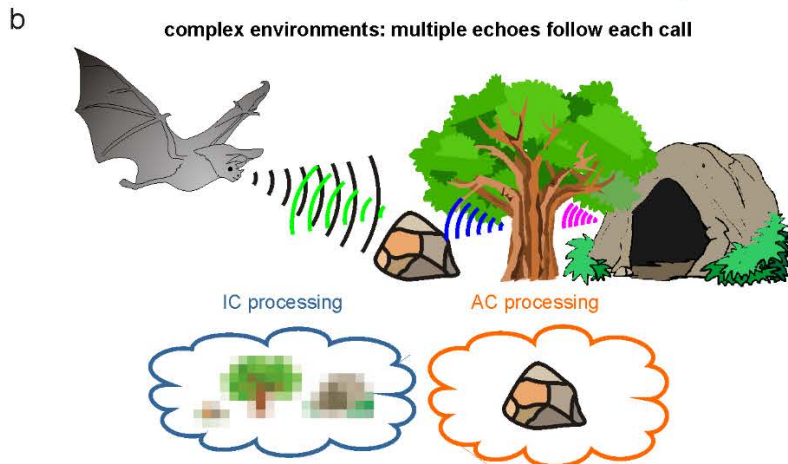 b
complex environments: multiple echoes follow each call
IC processing
AC processing